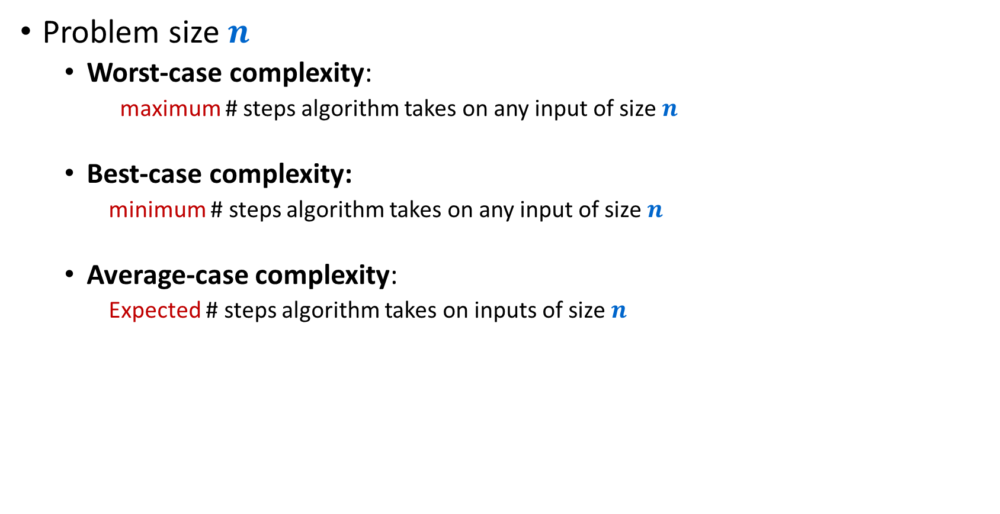 • Problem size n
• Worst-case complexity:
maximum # steps algorithm takes on any input of size n
• Best-case complexity:
minimum # steps algorithm takes on any input of size n
• Average-case complexity:
Expected # steps algorithm takes on inputs of size n